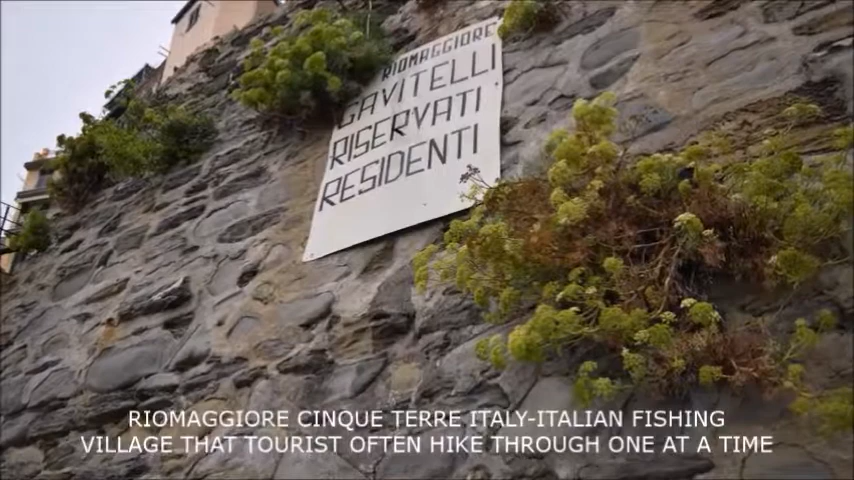 RIOMAGGIORE
GAVITELLI
RISERVATI
RESIDENTI
RIOMAGGIORE CINQUE TERRE ITALY-ITALIAN FISHING
VILLAGE THAT TOURIST OFTEN HIKE THROUGH ONE AT A TIME